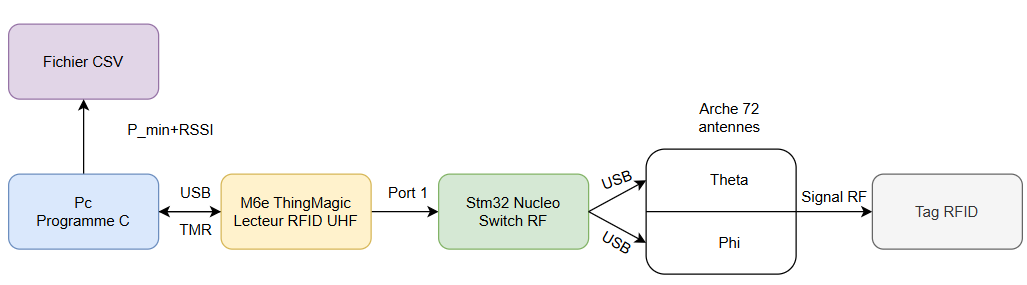 Fichier CSV
P_min+RSSI
Arche 72
antennes
Pc
Programme C
USB
TMR
M6e ThingMagic
Lecteur RFID UHF
Port 1
Stm32 Nucleo
Switch RF
USB
USB
Theta
Phi
Signal RF
Tag RFID